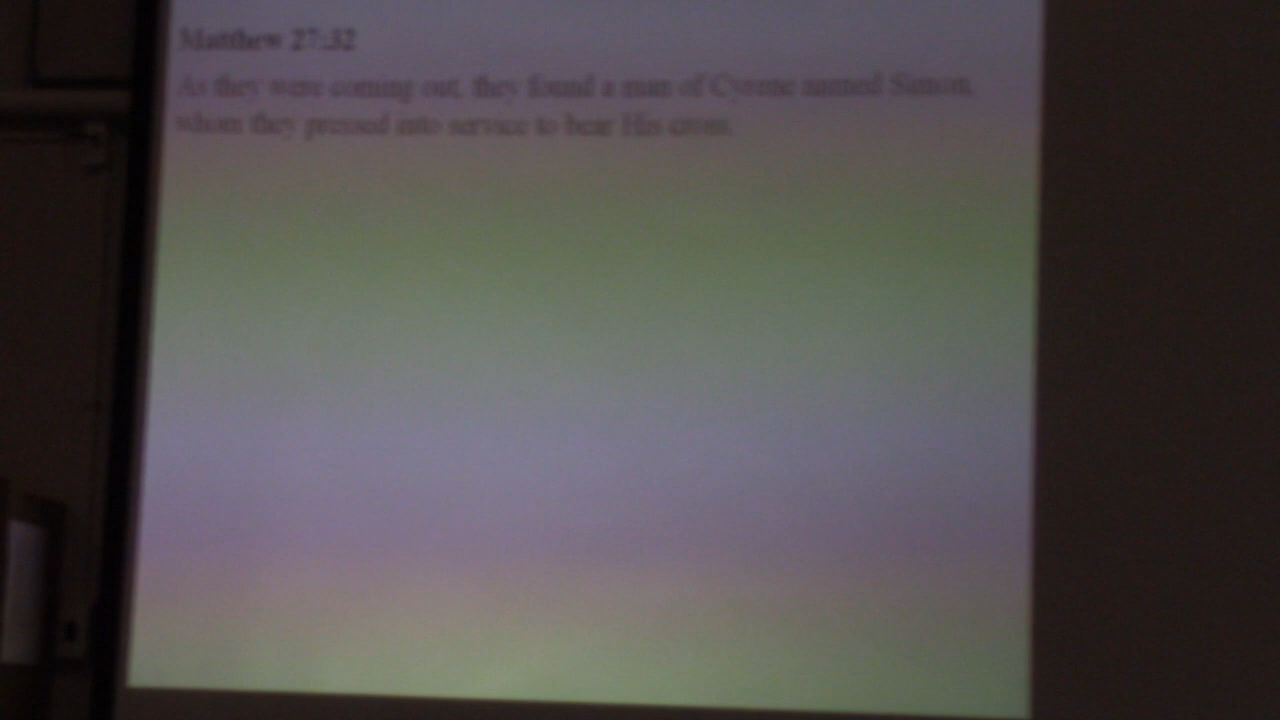 Matthew 27:32
As they were coming out, they found a man of Cyrene named Simon,
whom they pressed into service to bear His cross.